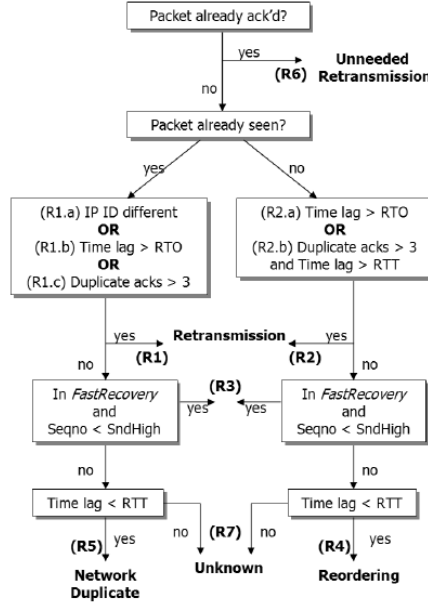 Packet already ack'd?
yes
(R6)
Unneeded
Retransmission
no
Packet already seen?
yes
no
(R1.a) IP ID different
OR
(R1.b) Time lag > RTO
OR
(R1.c) Duplicate acks > 3
(R2.a) Time lag > RTO
OR
(R2.b) Duplicate acks > 3
and Time lag > RTT
yes
Retransmission
yes
(R1)
(R2)
no
no
In FastRecovery
and
Seqno < SndHigh
(R3)
yes
yes
In FastRecovery
and
Seqno < SndHigh
no
no
Time lag < RTT
Time lag < RTT
(R5)
yes
no
(R7)
no
(R4)
yes
Network
Duplicate
Unknown
Reordering